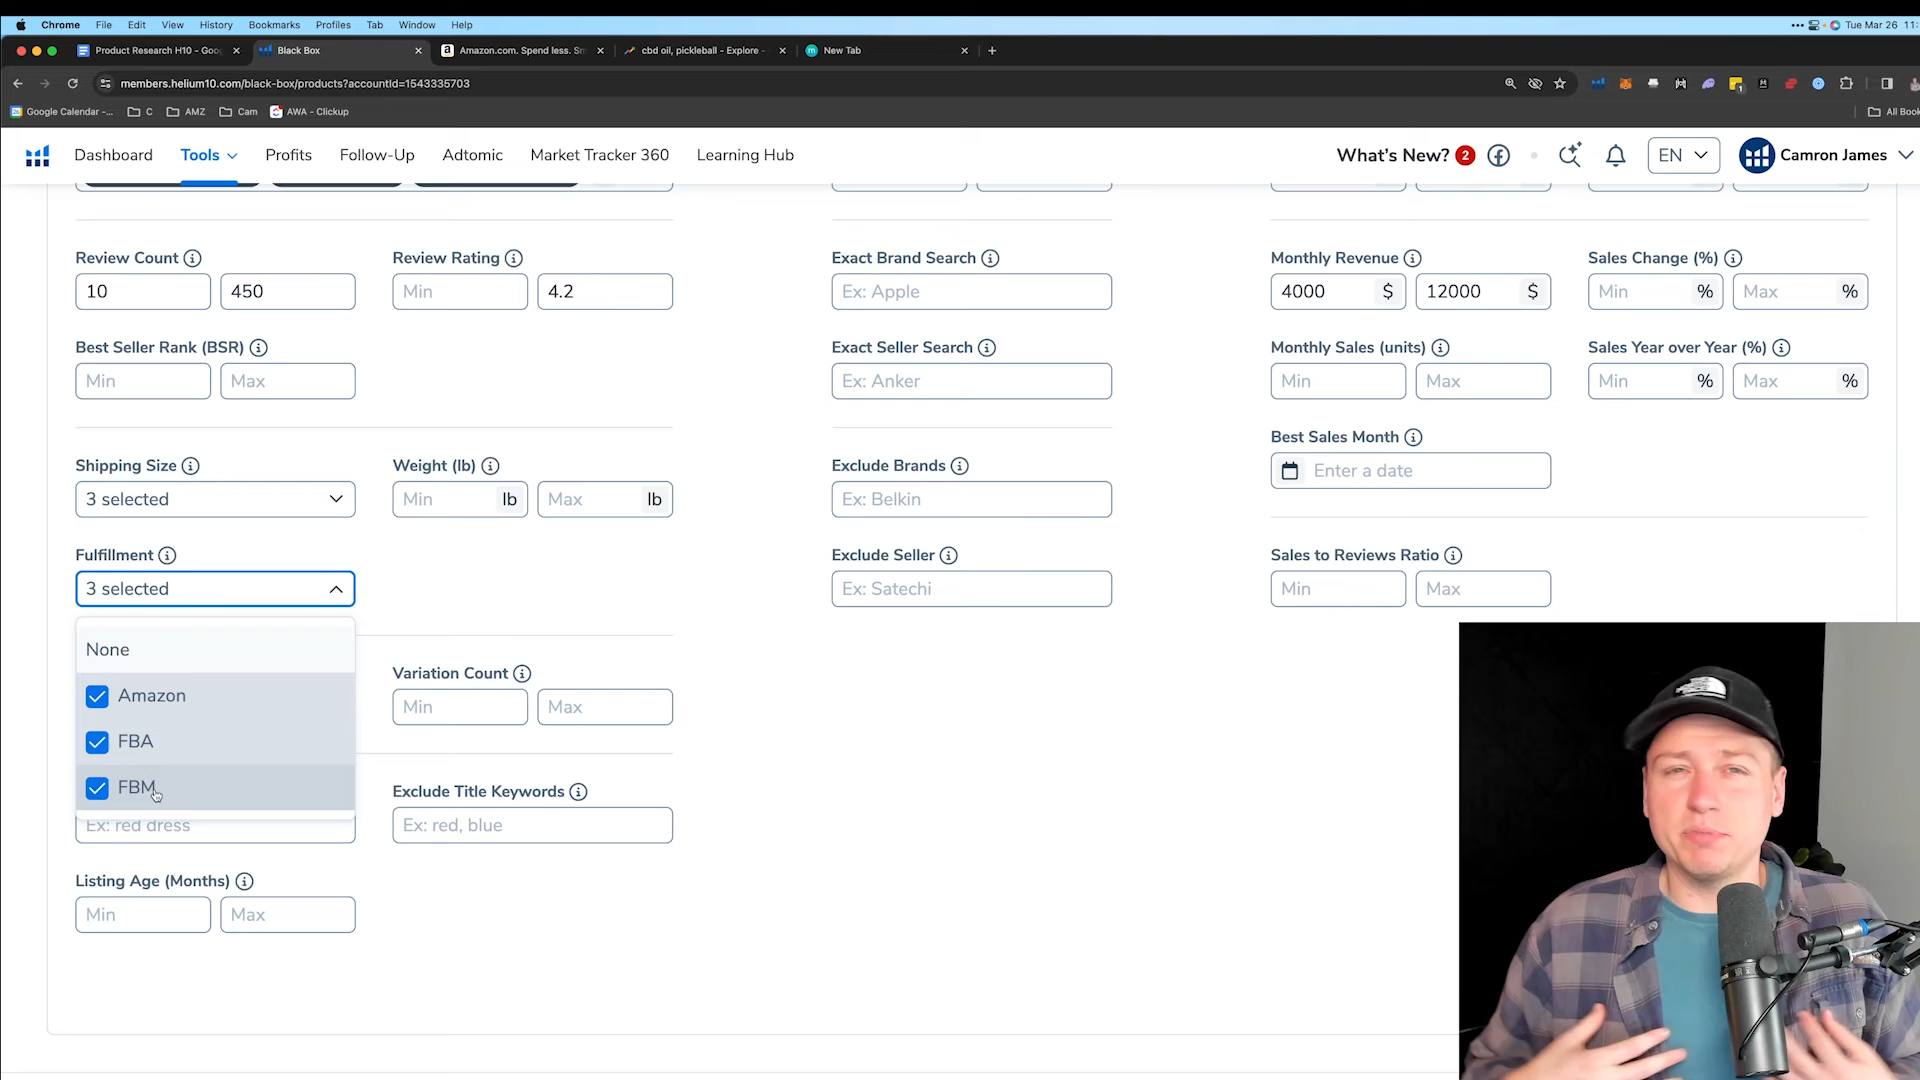 Chrome File Edit View History Bookmarks Profiles Tab Window Help
Tue Mar 26 11:
Product Research H10 - Goog
Black Box
Amazon.com. Spend less. Sm
cbd oil, pickleball - Explore -
New Tab
members.helium10.com/black-box/products?accountId=1543335703
Google Calendar -...
C
AMZ
Cam
AWA - Clickup
All Book
Dashboard
Tools
Profits
Follow-Up
Adtomic
Market Tracker 360
Learning Hub
What's New? 2
EN
Camron James
Review Count
10
450
Review Rating
Min
4.2
Exact Brand Search
Ex: Apple
Monthly Revenue
4000 $
12000 $
Sales Change (%)
Min %
Max %
Best Seller Rank (BSR)
Min
Max
Exact Seller Search
Ex: Anker
Monthly Sales (units)
Min
Max
Sales Year over Year (%)
Min %
Max %
Best Sales Month
Enter a date
Shipping Size
3 selected
Weight (lb)
Min lb
Max lb
Exclude Brands
Ex: Belkin
Fulfillment
3 selected
Exclude Seller
Ex: Satechi
Sales to Reviews Ratio
Min
Max
None
Amazon
FBA
FBM
Variation Count
Min
Max
Ex: red dress
Exclude Title Keywords
Ex: red, blue
Listing Age (Months)
Min
Max